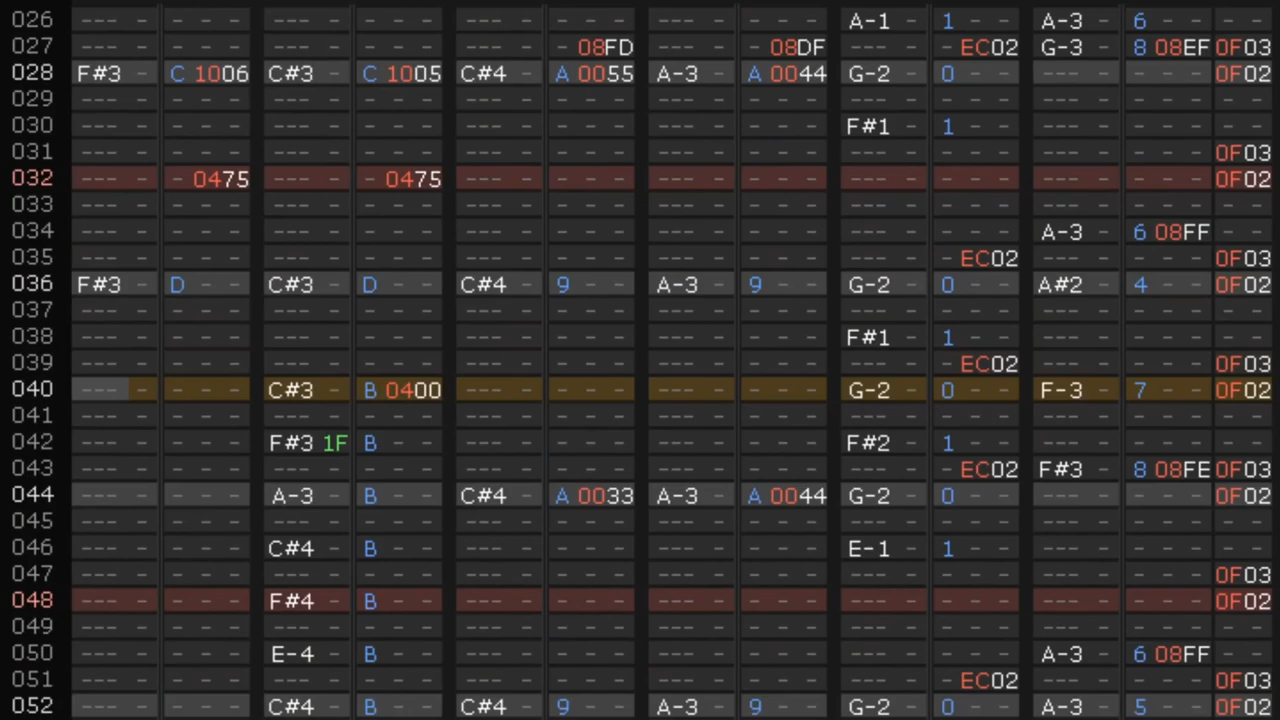 026 --- - - - - --- - - - - --- - - - - --- - - - - A-1 - 1 - - A-3 - 6 - - - -
027 --- - - - - --- - - - - --- - - 08FD --- - - 08DF --- - - EC02 G-3 - 8 08EF 0F03
028 F#3 - C 1006 C#3 - C 1005 C#4 - A 0055 A-3 - A 0044 G-2 - 0 - - --- - - - - 0F02
029 --- - - - - --- - - - - --- - - - - --- - - - - --- - - - - --- - - - - - -
030 --- - - - - --- - - - - --- - - - - --- - - - - F#1 - 1 - - --- - - - - - -
031 --- - - - - --- - - - - --- - - - - --- - - - - --- - - - - --- - - - - 0F03
032 --- - - 0475 --- - - 0475 --- - - - - --- - - - - --- - - - - --- - - - - 0F02
033 --- - - - - --- - - - - --- - - - - --- - - - - --- - - - - --- - - - - - -
034 --- - - - - --- - - - - --- - - - - --- - - - - --- - - - - A-3 - 6 08FF - -
035 --- - - - - --- - - - - --- - - - - --- - - - - --- - - EC02 --- - - - - 0F03
036 F#3 - D - - C#3 - D - - C#4 - 9 - - A-3 - 9 - - G-2 - 0 - - A#2 - 4 - - 0F02
037 --- - - - - --- - - - - --- - - - - --- - - - - --- - - - - --- - - - - - -
038 --- - - - - --- - - - - --- - - - - --- - - - - F#1 - 1 - - --- - - - - - -
039 --- - - - - --- - - - - --- - - - - --- - - - - --- - - EC02 --- - - - - 0F03
040 --- - - - - C#3 - B 0400 --- - - - - --- - - - - G-2 - 0 - - F-3 - 7 - - 0F02
041 --- - - - - --- - - - - --- - - - - --- - - - - --- - - - - --- - - - - - -
042 --- - - - - F#3 1F B - - --- - - - - --- - - - - F#2 - 1 - - --- - - - - - -
043 --- - - - - --- - - - - --- - - - - --- - - - - --- - - EC02 F#3 - 8 08FE 0F03
044 --- - - - - A-3 - B - - C#4 - A 0033 A-3 - A 0044 G-2 - 0 - - --- - - - - 0F02
045 --- - - - - --- - - - - --- - - - - --- - - - - --- - - - - --- - - - - - -
046 --- - - - - C#4 - B - - --- - - - - --- - - - - E-1 - 1 - - --- - - - - - -
047 --- - - - - --- - - - - --- - - - - --- - - - - --- - - - - --- - - - - 0F03
048 --- - - - - F#4 - B - - --- - - - - --- - - - - --- - - - - --- - - - - 0F02
049 --- - - - - --- - - - - --- - - - - --- - - - - --- - - - - --- - - - - - -
050 --- - - - - E-4 - B - - --- - - - - --- - - - - --- - - - - A-3 - 6 08FF - -
051 --- - - - - --- - - - - --- - - - - --- - - - - --- - - EC02 --- - - - - 0F03
052 --- - - - - C#4 - B - - C#4 - 9 - - A-3 - 9 - - G-2 - 0 - - A-3 - 5 - - 0F02